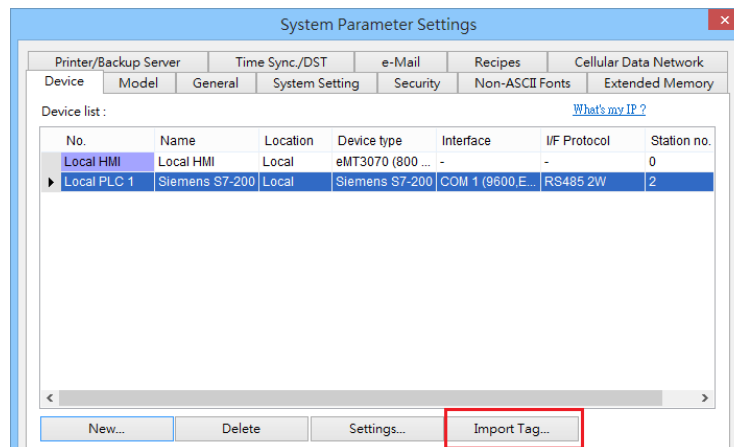 System Parameter Settings
Printer/Backup Server Time Sync./DST e-Mail Recipes Cellular Data Network
Device Model General System Setting Security Non-ASCII Fonts Extended Memory
Device list : What's my IP ?
No. Name Location Device type Interface I/F Protocol Station no.
Local HMI Local HMI Local eMT3070 (800 ... - - 0
Local PLC 1 Siemens S7-200 Local Siemens S7-200 COM 1 (9600,E... RS485 2W 2
New... Delete Settings... Import Tag...